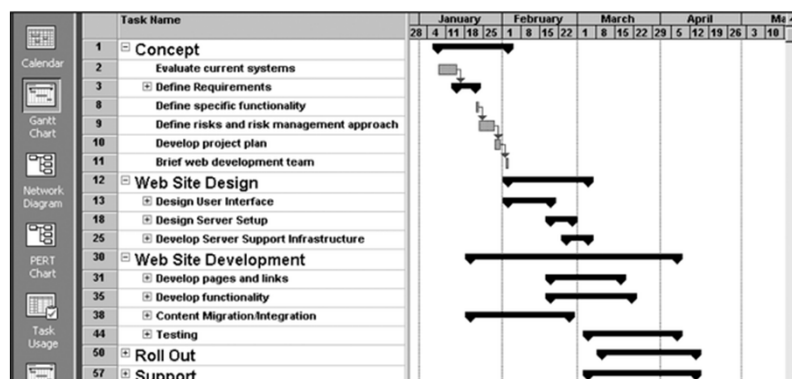 Task Name January February March April Ma
28 4 11 18 25 1 8 15 22 1 8 15 22 29 5 12 19 26 3 10
Calendar
Gantt
Chart
Network
Diagram
PERT
Chart
Task
Usage
1 Concept
2 Evaluate current systems
3 Define Requirements
8 Define specific functionality
9 Define risks and risk management approach
10 Develop project plan
11 Brief web development team
12 Web Site Design
13 Design User Interface
18 Design Server Setup
25 Develop Server Support Infrastructure
30 Web Site Development
31 Develop pages and links
35 Develop functionality
38 Content Migration/Integration
44 Testing
50 Roll Out
57 Support